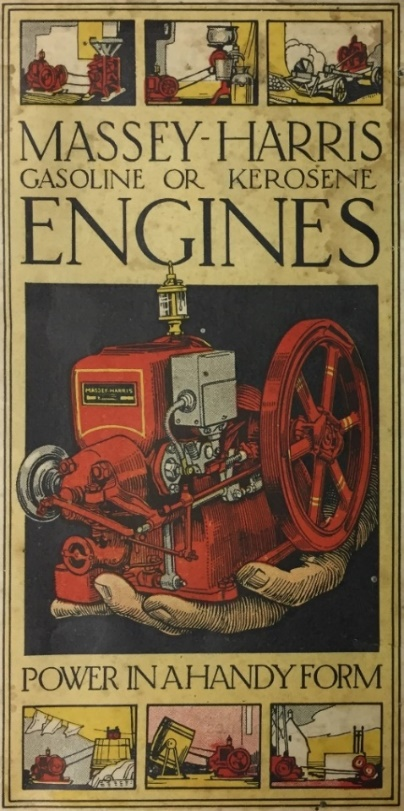 MASSEY-HARRIS
GASOLINE OR KEROSENE
ENGINES
MASSEY-HARRIS
POWER IN A HANDY FORM